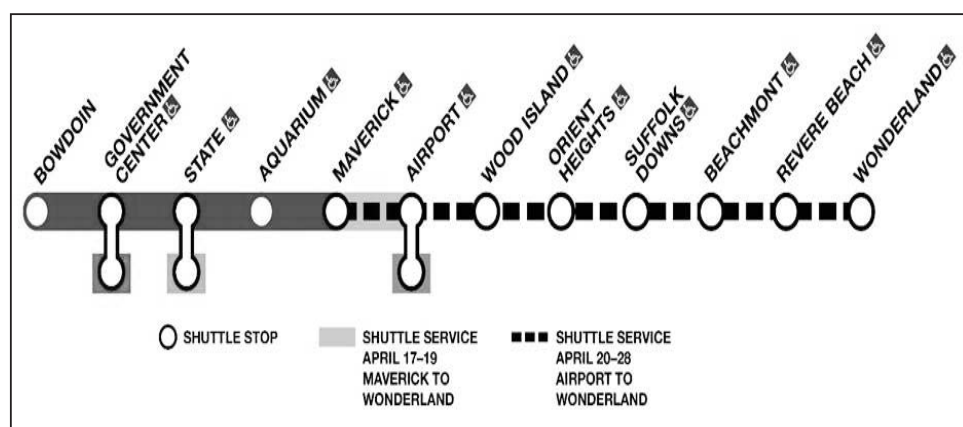 BOWDOIN
GOVERNMENT
CENTER
STATE
AQUARIUM
MAVERICK
AIRPORT
WOOD ISLAND
ORIENT
HEIGHTS
SUFFOLK
DOWNS
BEACHMONT
REVERE BEACH
WONDERLAND
SHUTTLE STOP
SHUTTLE SERVICE
APRIL 17–19
MAVERICK TO
WONDERLAND
SHUTTLE SERVICE
APRIL 20–28
AIRPORT TO
WONDERLAND